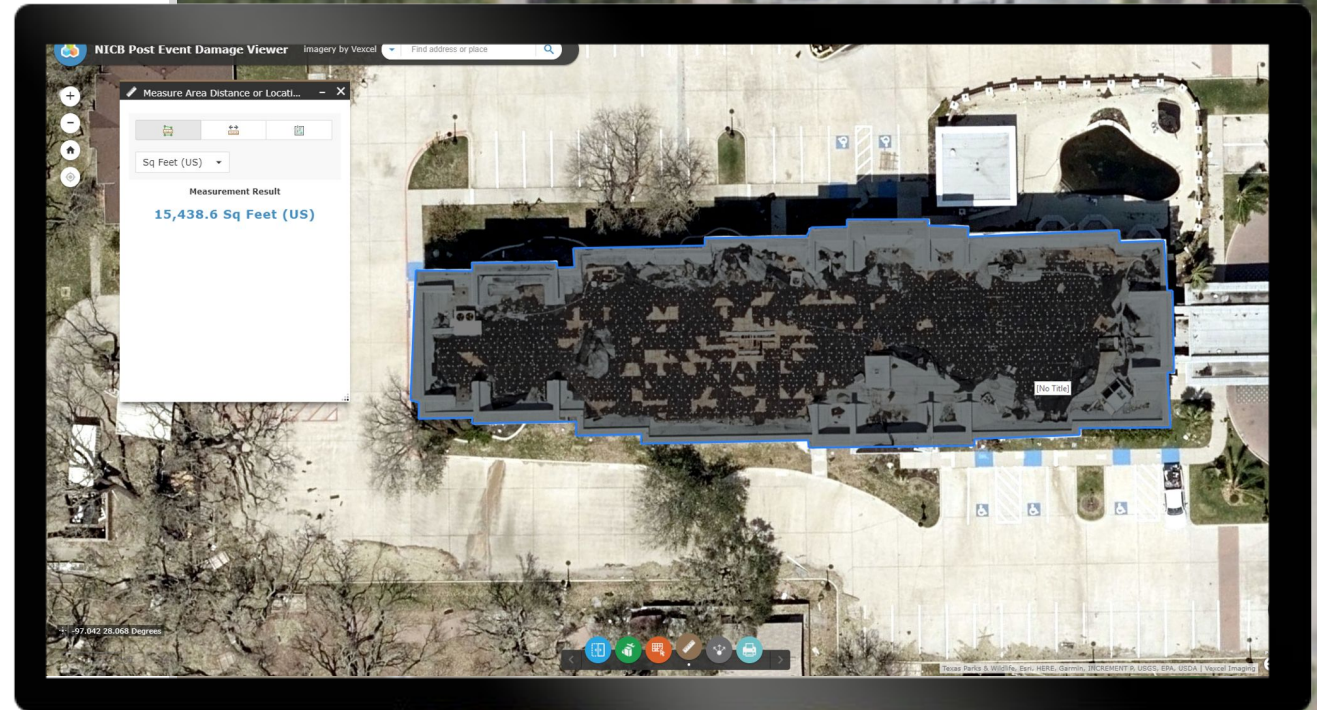 NICB Post Event Damage Viewer imagery by Vexcel Find address or place
Measure Area Distance or Locati...
Sq Feet (US)
Measurement Result
15,438.6 Sq Feet (US)
[No Title]
-97.042 28.068 Degrees
Texas Parks & Wildlife, Esri, HERE, Garmin, INCREMENT P, USGS, EPA, USDA | Vexcel Imaging